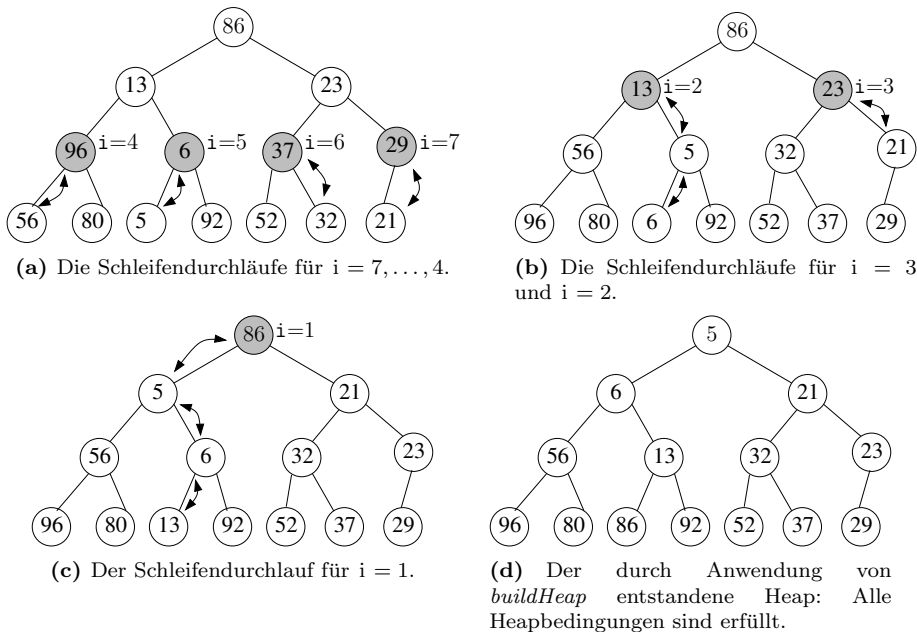 86
13 23
96 i=4 6 i=5 37 i=6 29 i=7
56 80 5 92 52 32 21
(a) Die Schleifendurchläufe für i = 7, . . . , 4.
86
13 i=2 23 i=3
56 5 32 21
96 80 6 92 52 37 29
(b) Die Schleifendurchläufe für i = 3
und i = 2.
86 i=1
5 21
56 6 32 23
96 80 13 92 52 37 29
(c) Der Schleifendurchlauf für i = 1.
5
6 21
56 13 32 23
96 80 86 92 52 37 29
(d) Der durch Anwendung von
buildHeap entstandene Heap: Alle
Heapbedingungen sind erfüllt.